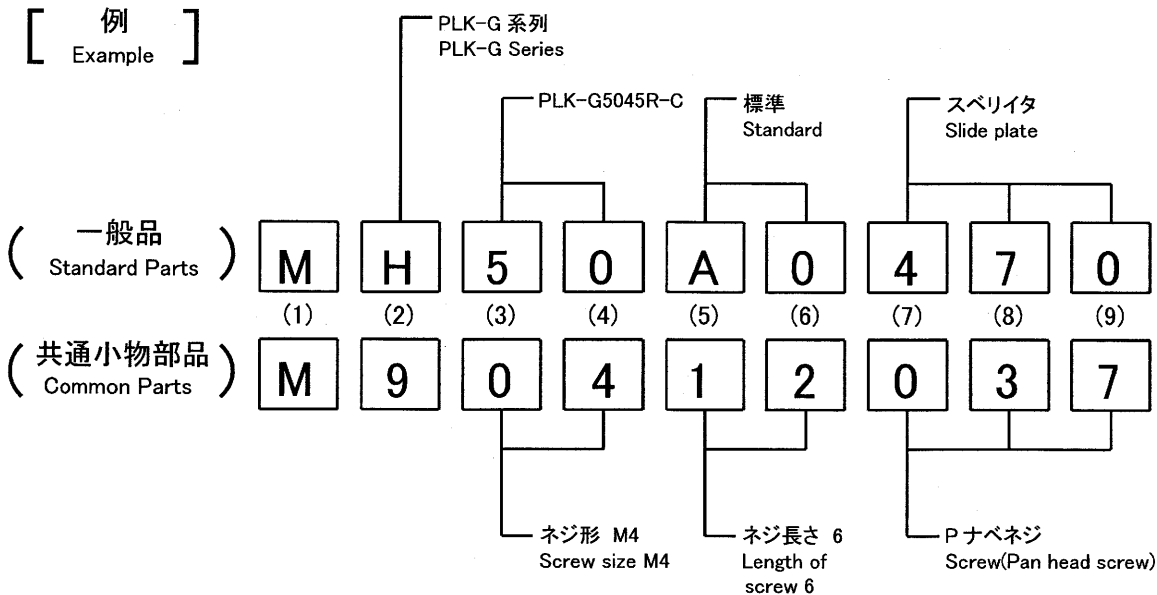 例
Example
PLK-G 系列
PLK-G Series
PLK-G5045R-C
標準
Standard
スベリイタ
Slide plate
一般品
Standard Parts
M H 5 0 A 0 4 7 0
(1) (2) (3) (4) (5) (6) (7) (8) (9)
共通小物部品
Common Parts
M 9 0 4 1 2 0 3 7
ネジ形 M4
Screw size M4
ネジ長さ 6
Length of
screw 6
Pナベネジ
Screw(Pan head screw)